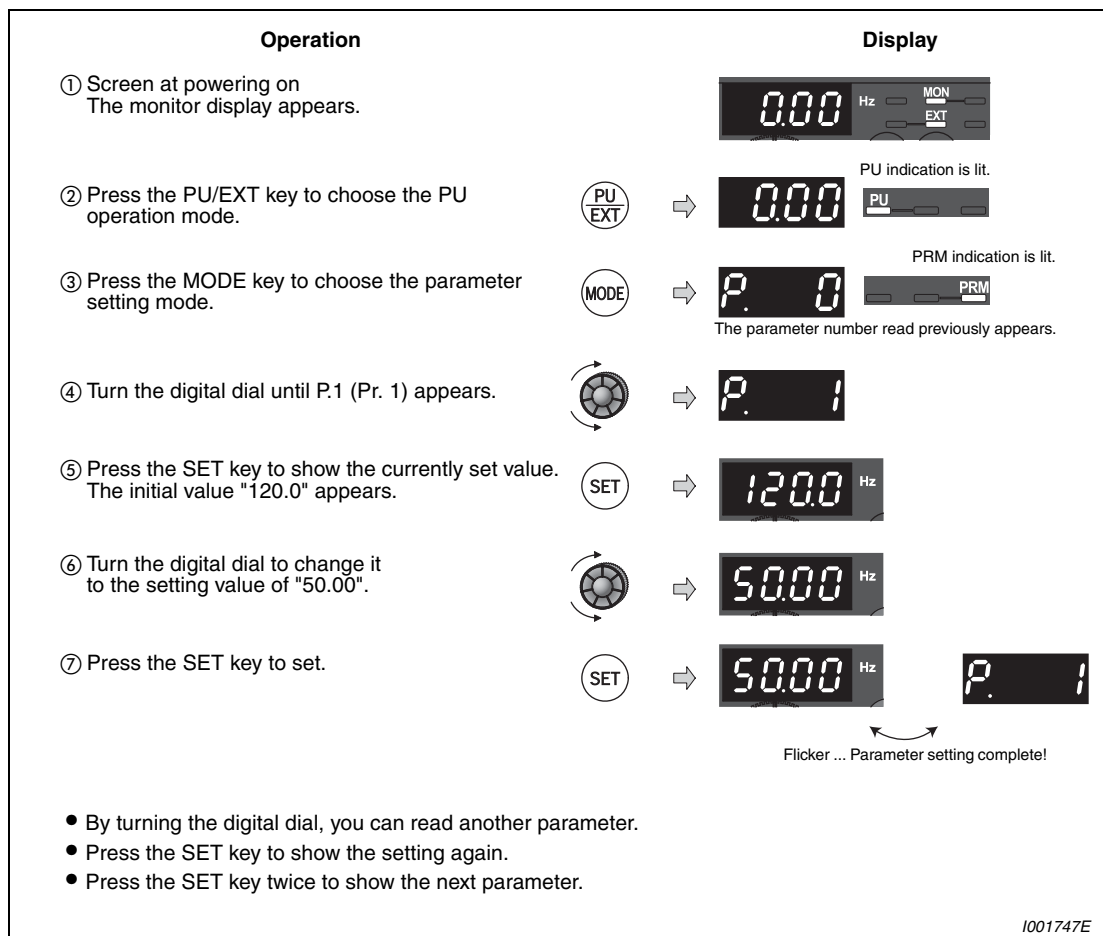 Operation
Display
① Screen at powering on
The monitor display appears.
0.00 Hz MON
EXT
② Press the PU/EXT key to choose the PU
operation mode.
PU
EXT
0.00
PU indication is lit.
PU
③ Press the MODE key to choose the parameter
setting mode.
MODE
P. 0
PRM indication is lit.
PRM
The parameter number read previously appears.
④ Turn the digital dial until P.1 (Pr. 1) appears.
P. 1
⑤ Press the SET key to show the currently set value.
The initial value "120.0" appears.
SET
120.0 Hz
⑥ Turn the digital dial to change it
to the setting value of "50.00".
50.00 Hz
⑦ Press the SET key to set.
SET
50.00 Hz
P. 1
Flicker ... Parameter setting complete!
● By turning the digital dial, you can read another parameter.
● Press the SET key to show the setting again.
● Press the SET key twice to show the next parameter.
I001747E